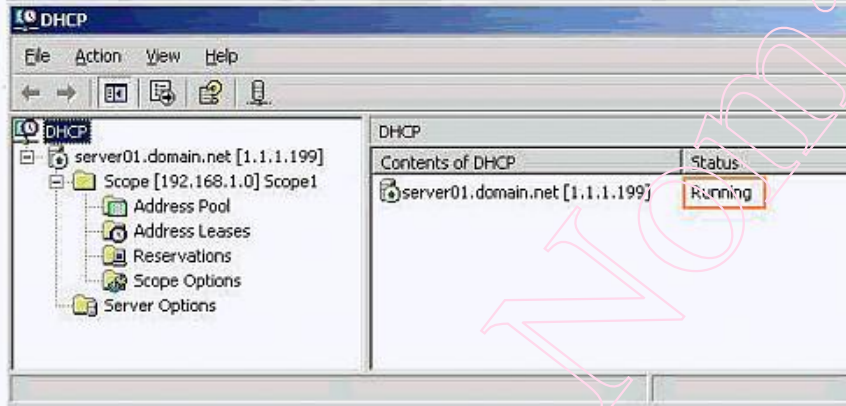 DHCP
File Action View Help
DHCP
server01.domain.net [1.1.1.199]
Scope [192.168.1.0] Scope1
Address Pool
Address Leases
Reservations
Scope Options
Server Options
DHCP
Contents of DHCP Status
server01.domain.net [1.1.1.199] Running